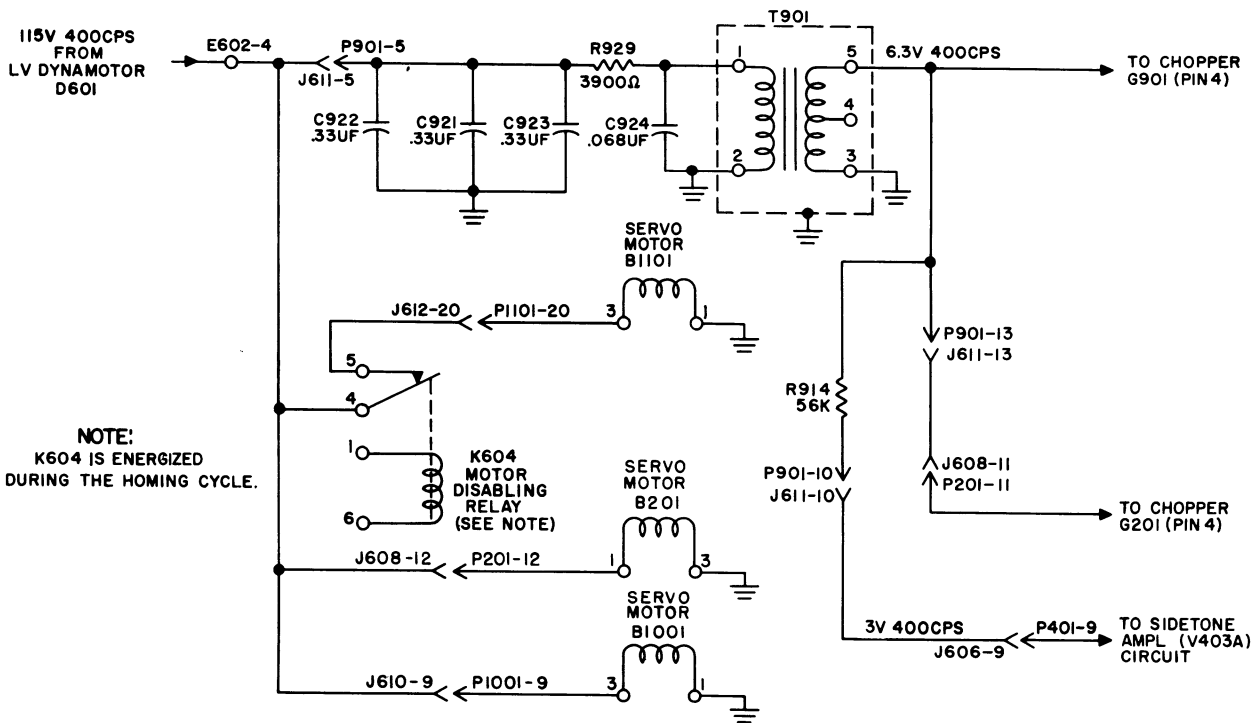 115V 400CPS
FROM
LV DYNAMOTOR
D601
E602-4
P901-5
J611-5
R929
3900Ω
T901
1
2
5
4
3
6.3V 400CPS
TO CHOPPER
G901 (PIN 4)
C922
.33UF
C921
.33UF
C923
.33UF
C924
.068UF
SERVO
MOTOR
B1101
J612-20
P1101-20
3
1
5
4
1
6
K604
MOTOR
DISABLING
RELAY
(SEE NOTE)
NOTE:
K604 IS ENERGIZED
DURING THE HOMING CYCLE.
R914
56K
P901-13
J611-13
P901-10
J611-10
J608-11
P201-11
TO CHOPPER
G201 (PIN 4)
SERVO
MOTOR
B201
J608-12
P201-12
1
3
SERVO
MOTOR
B1001
J610-9
P1001-9
3
1
3V 400CPS
J606-9
P401-9
TO SIDETONE
AMPL (V403A)
CIRCUIT